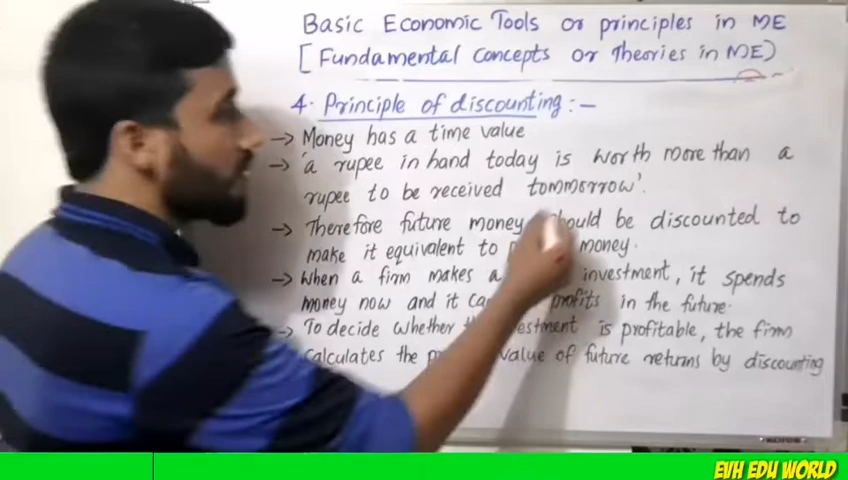 Basic Economic Tools or principles in ME
[Fundamental Concepts or Theories in ME)
4. Principle of discounting :-
→ Money has a time value
→ 'a rupee in hand today is worth more than a
rupee to be received tommorrow'.
→ Therefore future money should be discounted to
make it equivalent to money.
→ When a firm makes a investment, it spends
money now and it profits in the future.
→ To decide whether is profitable, the firm
calculates the value of future returns by discounting
EVH EDU WORLD